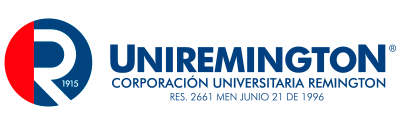 R
1915
UNIREMINGTON®
CORPORACIÓN UNIVERSITARIA REMINGTON
RES. 2661 MEN JUNIO 21 DE 1996